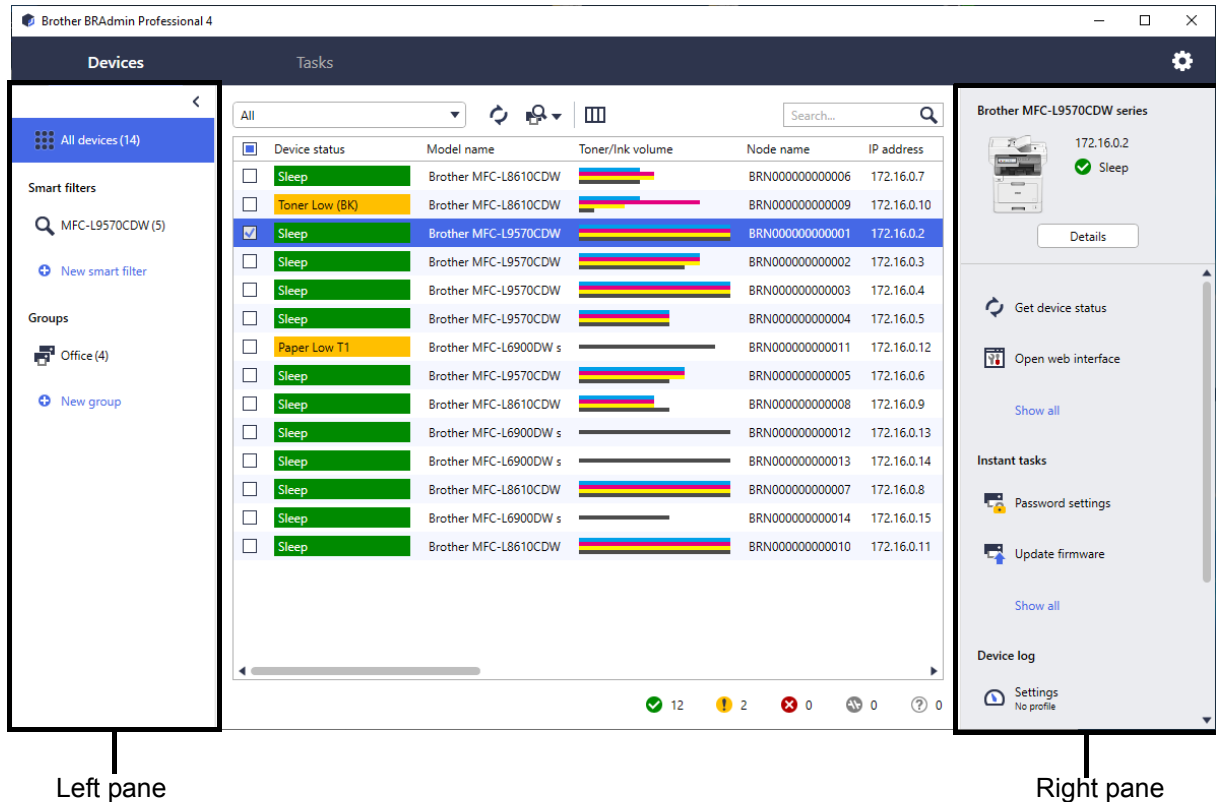 Brother BRAdmin Professional 4
Devices
Tasks
All devices (14)
Smart filters
MFC-L9570CDW (5)
New smart filter
Groups
Office (4)
New group
All
Search...
Device status Model name Toner/Ink volume Node name IP address
Sleep Brother MFC-L8610CDW BRN000000000006 172.16.0.7
Toner Low (BK) Brother MFC-L8610CDW BRN000000000009 172.16.0.10
Sleep Brother MFC-L9570CDW BRN000000000001 172.16.0.2
Sleep Brother MFC-L9570CDW BRN000000000002 172.16.0.3
Sleep Brother MFC-L9570CDW BRN000000000003 172.16.0.4
Sleep Brother MFC-L9570CDW BRN000000000004 172.16.0.5
Paper Low T1 Brother MFC-L6900DW s BRN000000000011 172.16.0.12
Sleep Brother MFC-L9570CDW BRN000000000005 172.16.0.6
Sleep Brother MFC-L8610CDW BRN000000000008 172.16.0.9
Sleep Brother MFC-L6900DW s BRN000000000012 172.16.0.13
Sleep Brother MFC-L6900DW s BRN000000000013 172.16.0.14
Sleep Brother MFC-L8610CDW BRN000000000007 172.16.0.8
Sleep Brother MFC-L6900DW s BRN000000000014 172.16.0.15
Sleep Brother MFC-L8610CDW BRN000000000010 172.16.0.11
12 2 0 0 0
Brother MFC-L9570CDW series
172.16.0.2
Sleep
Details
Get device status
Open web interface
Show all
Instant tasks
Password settings
Update firmware
Show all
Device log
Settings
No profile
Left pane
Right pane